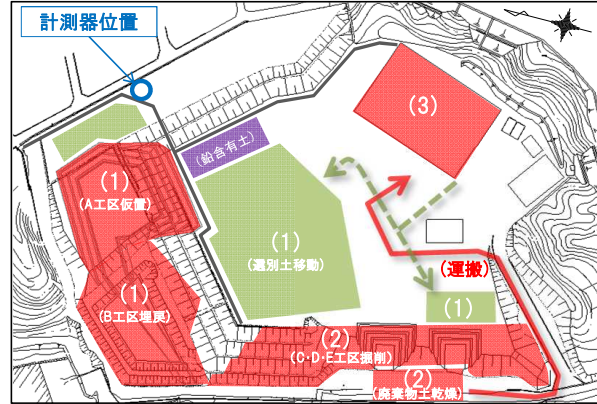 計測器位置
(3)
(鉛含有土)
(1)
(A工区仮置)
(1)
(選別土移動)
(運搬)
(1)
(B工区埋戻)
(1)
(2)
(C・D・E工区掘削)
(2)
(廃棄物土乾燥)